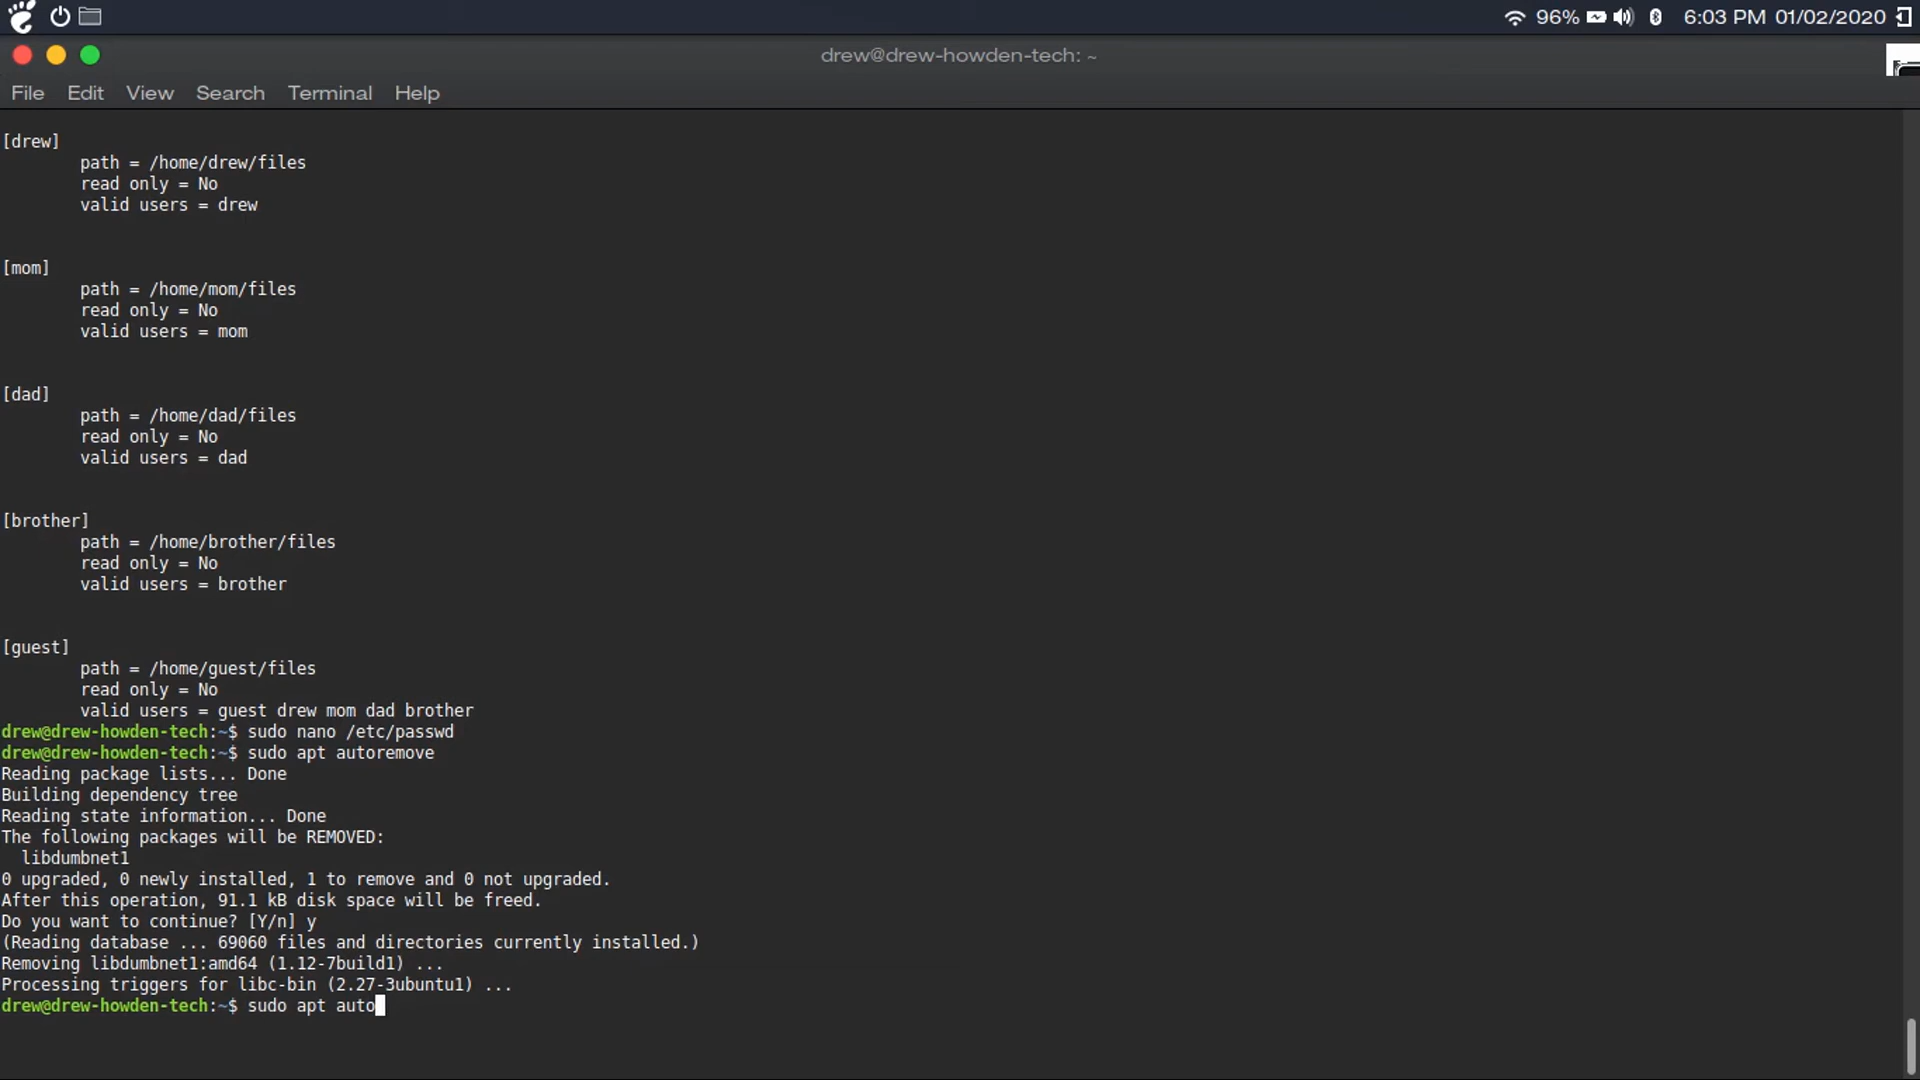 96% 6:03 PM 01/02/2020
drew@drew-howden-tech: ~
File Edit View Search Terminal Help
[drew]
path = /home/drew/files
read only = No
valid users = drew
[mom]
path = /home/mom/files
read only = No
valid users = mom
[dad]
path = /home/dad/files
read only = No
valid users = dad
[brother]
path = /home/brother/files
read only = No
valid users = brother
[guest]
path = /home/guest/files
read only = No
valid users = guest drew mom dad brother
drew@drew-howden-tech:~$ sudo nano /etc/passwd
drew@drew-howden-tech:~$ sudo apt autoremove
Reading package lists... Done
Building dependency tree
Reading state information... Done
The following packages will be REMOVED:
libdumbnet1
0 upgraded, 0 newly installed, 1 to remove and 0 not upgraded.
After this operation, 91.1 kB disk space will be freed.
Do you want to continue? [Y/n] y
(Reading database ... 69060 files and directories currently installed.)
Removing libdumbnet1:amd64 (1.12-7build1) ...
Processing triggers for libc-bin (2.27-3ubuntu1) ...
drew@drew-howden-tech:~$ sudo apt auto